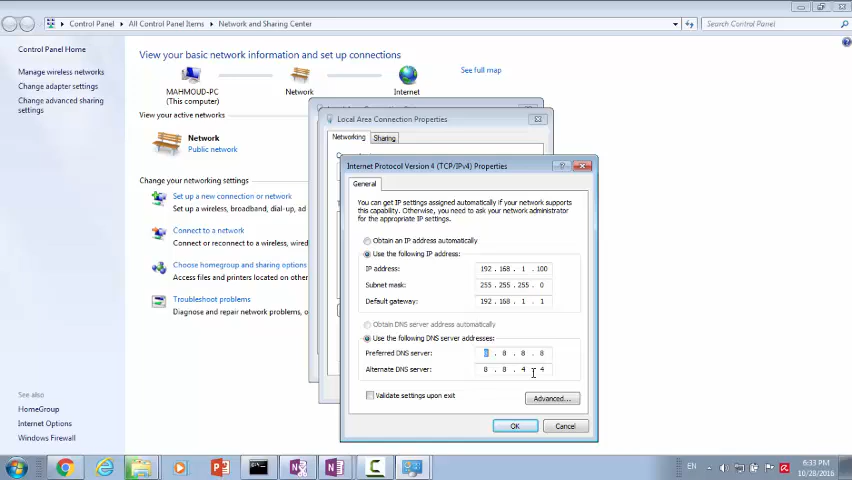 Control Panel
All Control Panel Items
Network and Sharing Center
Search Control Panel
Control Panel Home
Manage wireless networks
Change adapter settings
Change advanced sharing
settings
See also
HomeGroup
Internet Options
Windows Firewall
View your basic network information and set up connections
See full map
MAHMOUD-PC
(This computer)
Network
Internet
View your active networks
Network
Public network
Change your networking settings
Set up a new connection or network
Set up a wireless, broadband, dial-up, ad
Connect to a network
Connect or reconnect to a wireless, wired
Choose homegroup and sharing options
Access files and printers located on other
Troubleshoot problems
Diagnose and repair network problems,
Local Area Connection Properties
Networking
Sharing
Internet Protocol Version 4 (TCP/IPv4) Properties
General
You can get IP settings assigned automatically if your network supports
this capability. Otherwise, you need to ask your network administrator
for the appropriate IP settings.
Obtain an IP address automatically
Use the following IP address:
IP address: 192 . 168 . 1 . 100
Subnet mask: 255 . 255 . 255 . 0
Default gateway: 192 . 168 . 1 . 1
Obtain DNS server address automatically
Use the following DNS server addresses:
Preferred DNS server: 8 . 8 . 8 . 8
Alternate DNS server: 8 . 8 . 4 . 4
Validate settings upon exit
Advanced...
OK
Cancel
EN
6:33 PM
10/28/2016